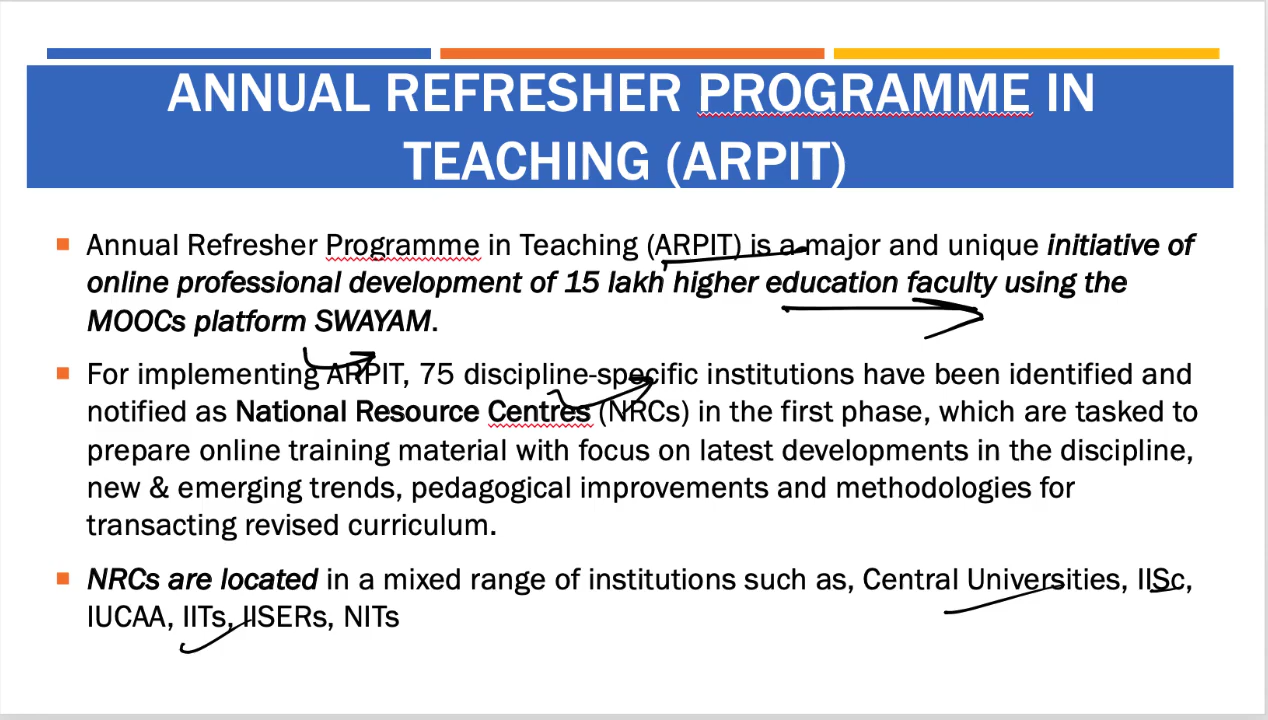 ANNUAL REFRESHER PROGRAMME IN
TEACHING (ARPIT)
Annual Refresher Programme in Teaching (ARPIT) is a major and unique initiative of
online professional development of 15 lakh higher education faculty using the
MOOCs platform SWAYAM.
For implementing ARPIT, 75 discipline-specific institutions have been identified and
notified as National Resource Centres (NRCs) in the first phase, which are tasked to
prepare online training material with focus on latest developments in the discipline,
new & emerging trends, pedagogical improvements and methodologies for
transacting revised curriculum.
NRCs are located in a mixed range of institutions such as, Central Universities, IISc,
IUCAA, IITs, IISERs, NITs